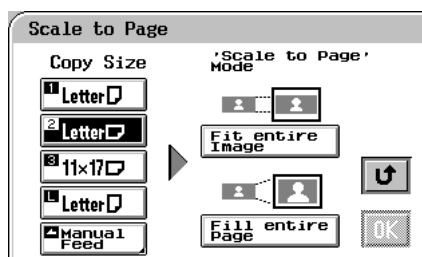 Scale to Page
Copy Size
'Scale to Page'
Mode
1 Letter
2 Letter
3 11×17
L Letter
Manual
Feed
Fit entire
Image
Fill entire
Page
OK